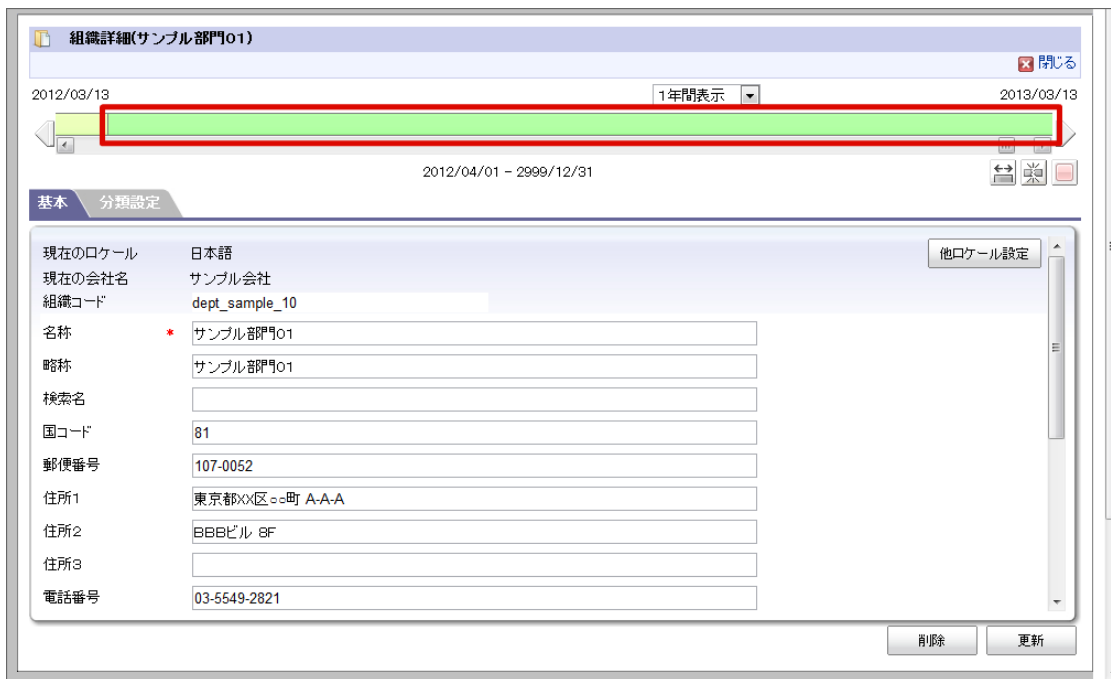 組織詳細(サンプル部門01)
閉じる
2012/03/13 1年間表示 2013/03/13
2012/04/01 - 2999/12/31
基本 分類設定
現在のロケール 日本語 他ロケール設定
現在の会社名 サンプル会社
組織コード dept_sample_10
名称 * サンプル部門01
略称 サンプル部門01
検索名
国コード 81
郵便番号 107-0052
住所1 東京都XX区○○町 A-A-A
住所2 BBBビル 8F
住所3
電話番号 03-5549-2821
削除 更新